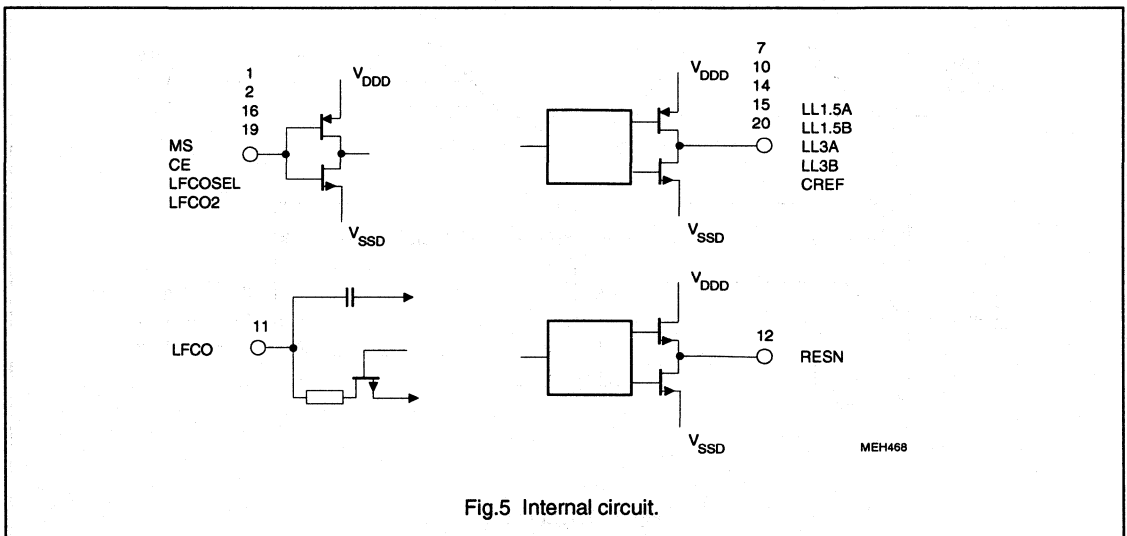 1
2
16
19
MS
CE
LFCOSEL
LFCO2
VDDD
VSSD
7
10
14
15
20
LL1.5A
LL1.5B
LL3A
LL3B
CREF
VDDD
VSSD
11
LFCO
VDDD
12
RESN
VSSD
MEH468
Fig.5 Internal circuit.